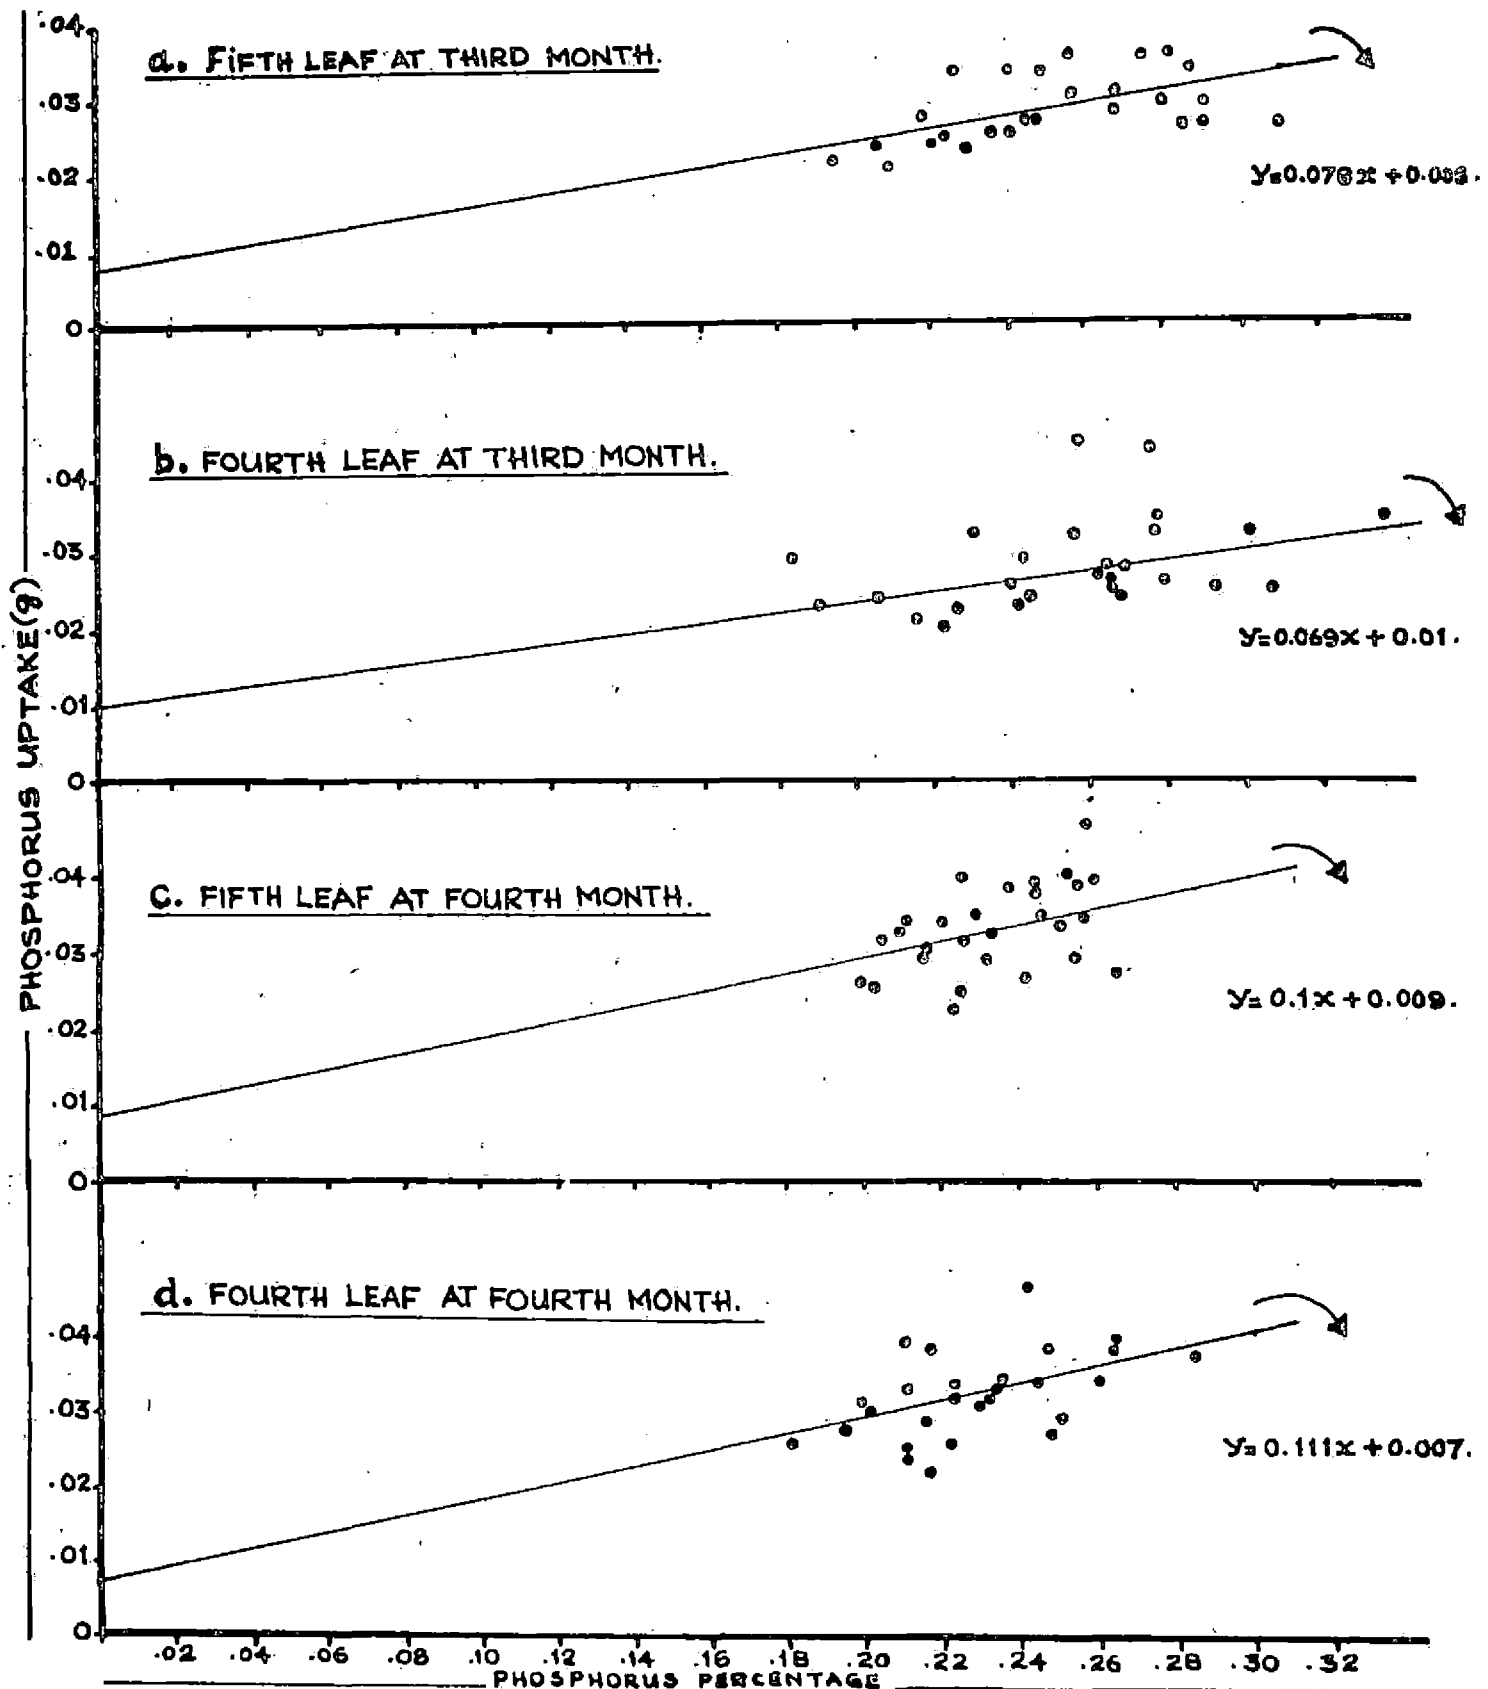 PHOSPHORUS UPTAKE(g)
.04
a. FIFTH LEAF AT THIRD MONTH.
.03
.02
.01
0
b. FOURTH LEAF AT THIRD MONTH.
.04
.03
.02
y=0.069x + 0.01.
.01
0
.04
c. FIFTH LEAF AT FOURTH MONTH.
.03
y= 0.1x + 0.009.
.02
.01
0
d. FOURTH LEAF AT FOURTH MONTH.
.04
.03
y= 0.111x + 0.007.
.02
.01
0
.02 .04 .06 .08 .10 .12 .14 .16 .18 .20 .22 .24 .26 .28 .30 .32
PHOSPHORUS PERCENTAGE